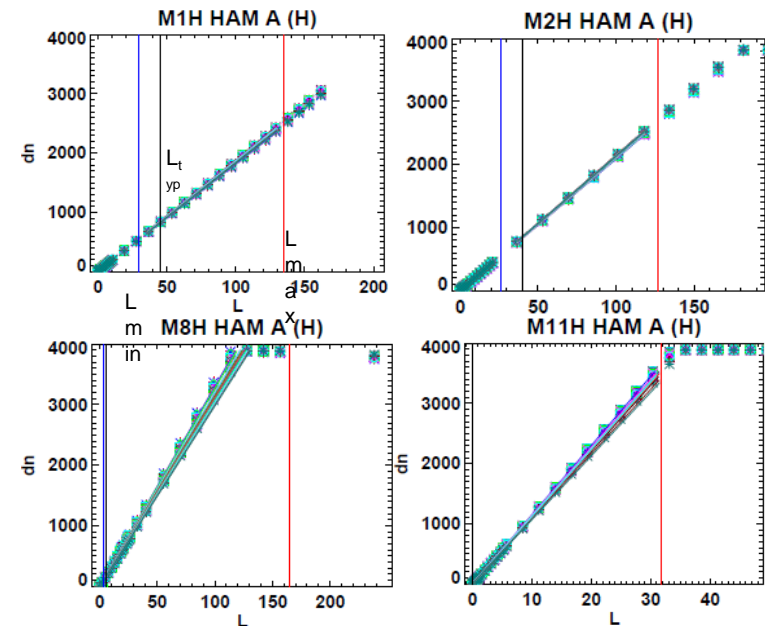 M1H HAM A (H)
4000
3000
2000
1000
0
dn
0 50 100 150 200
L
L
t
yp
L
m
a
x
L
m
in
M2H HAM A (H)
4000
3000
2000
1000
0
dn
0 50 100 150
M8H HAM A (H)
4000
3000
2000
1000
0
dn
0 50 100 150 200
L
M11H HAM A (H)
4000
3000
2000
1000
0
dn
0 10 20 30 40
L